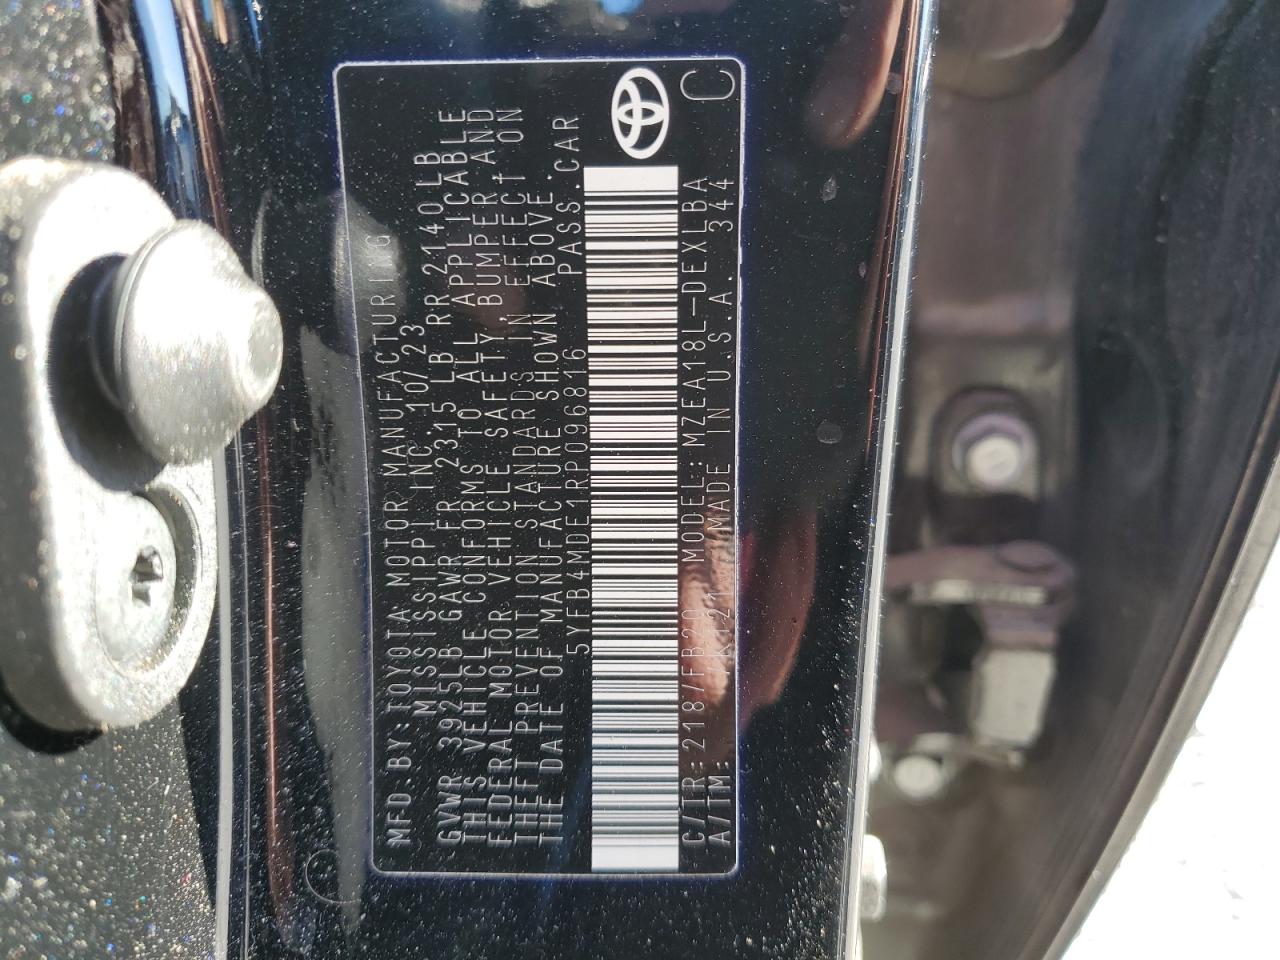 MFD.BY:TOYOTA MOTOR MANUFACTURING
MISSISSIPPI INC.10/23
GVWR 3925LB GAWR FR 2315 LB RR 2140 LB
THIS VEHICLE CONFORMS TO ALL APPLICABLE
FEDERAL MOTOR VEHICLE SAFETY, BUMPER AND
THEFT PREVENTION STANDARDS IN EFFECT ON
THE DATE OF MANUFACTURE SHOWN ABOVE.
5YFB4MDE1RP096816 PASS.CAR
C/TR:218/FB20 MODEL:MZEA18L-DEXLBA
A/TM: K121 MADE IN U.S.A. 344
C